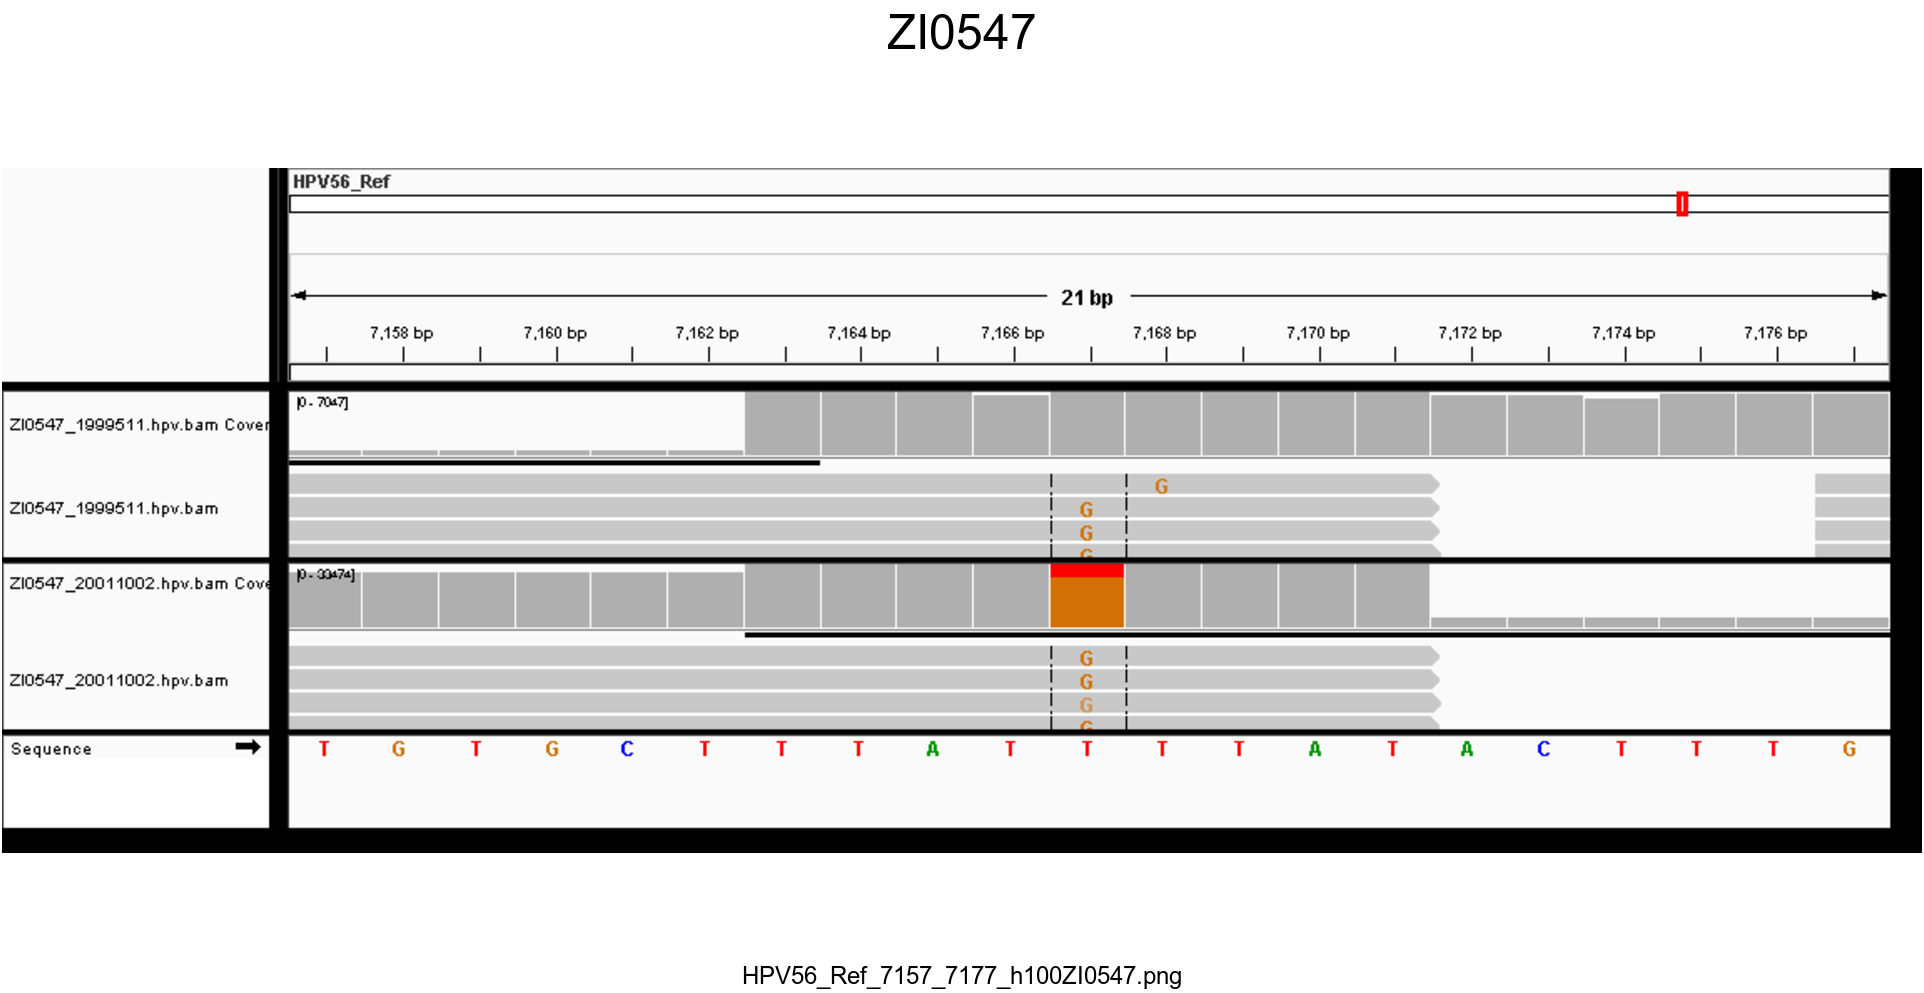 ZI0547
HPV56_Ref
21 bp
7,158 bp 7,160 bp 7,162 bp 7,164 bp 7,166 bp 7,168 bp 7,170 bp 7,172 bp 7,174 bp 7,176 bp
[0 - 7047]
ZI0547_1999511.hpv.bam Cover
G
ZI0547_1999511.hpv.bam
G
G
G
[0 - 33474]
ZI0547_20011002.hpv.bam Cove
G
ZI0547_20011002.hpv.bam
G
G
G
Sequence T G T G C T T T A T T T T A T A C T T T G
HPV56_Ref_7157_7177_h100ZI0547.png